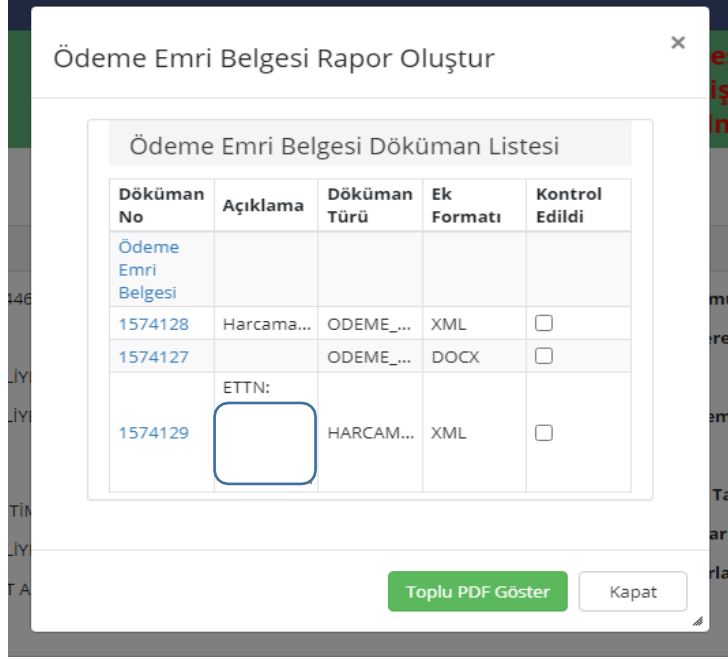 Ödeme Emri Belgesi Rapor Oluştur
×
Ödeme Emri Belgesi Döküman Listesi
Döküman No Açıklama Döküman Türü Ek Formatı Kontrol Edildi
Ödeme
Emri
Belgesi
1574128 Harcama... ODEME_... XML
1574127 ODEME_... DOCX
ETTN:
1574129 HARCAM... XML
Toplu PDF Göster Kapat